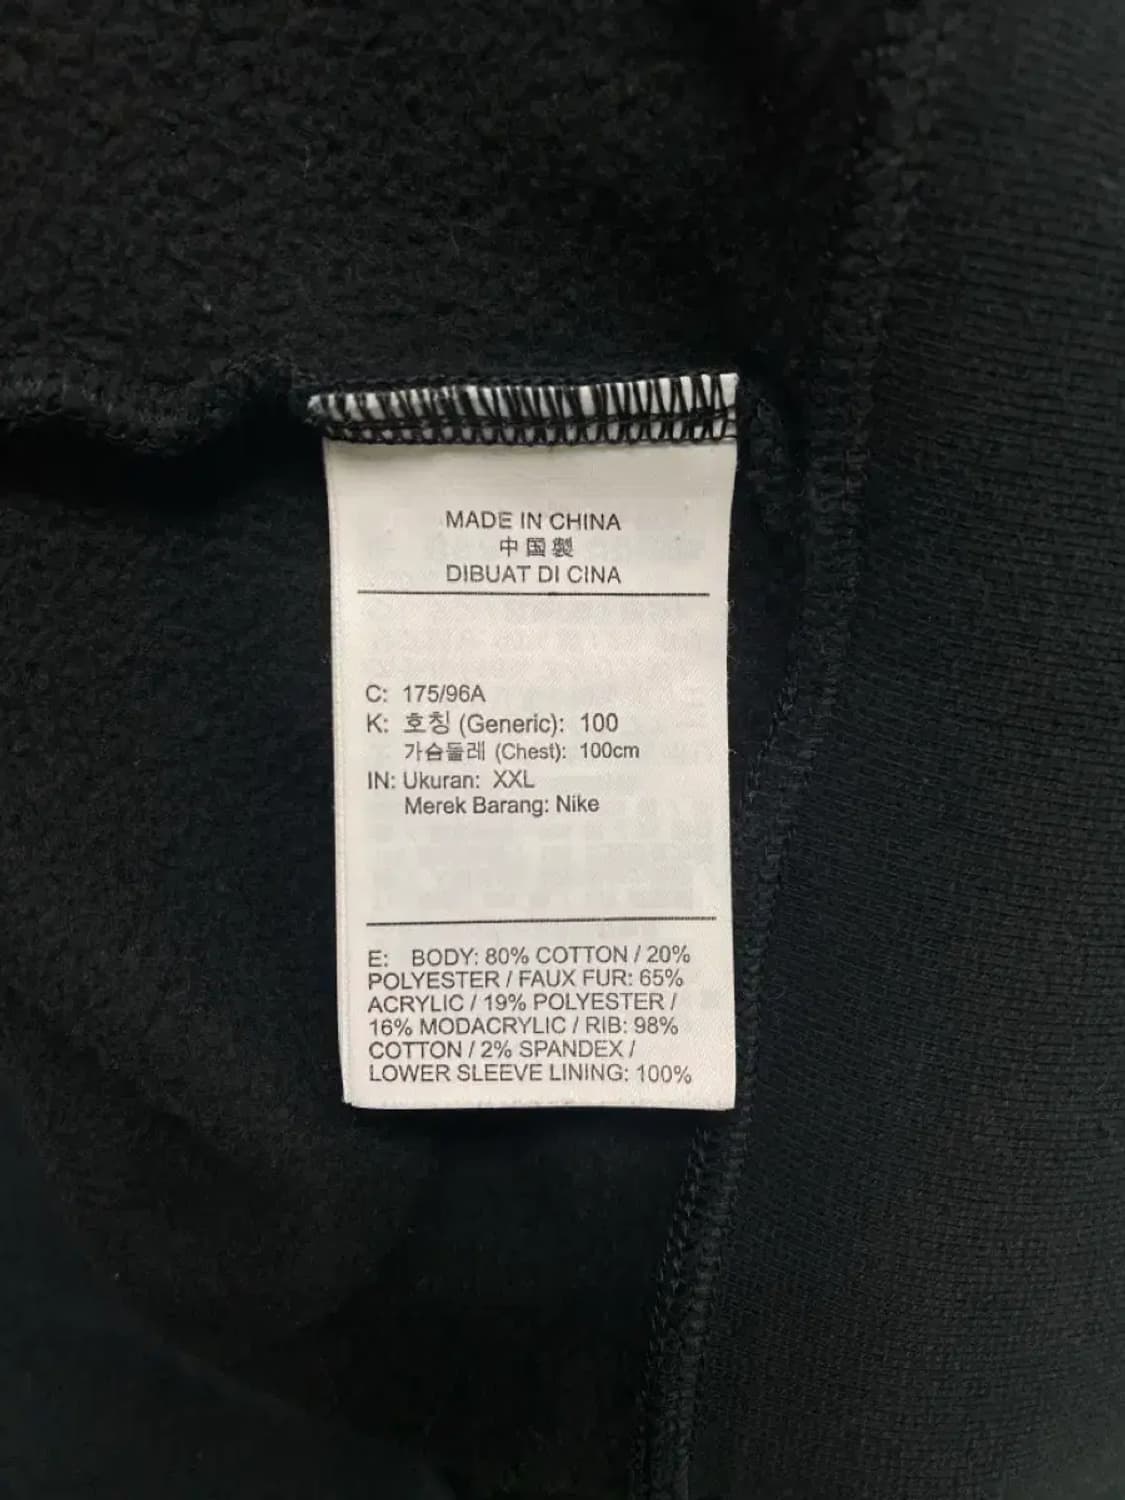 MADE IN CHINA
中国製
DIBUAT DI CINA
C: 175/96A
K: 호칭 (Generic): 100
가슴둘레 (Chest): 100cm
IN: Ukuran: XXL
Merek Barang: Nike
E: BODY: 80% COTTON / 20%
POLYESTER / FAUX FUR: 65%
ACRYLIC / 19% POLYESTER /
16% MODACRYLIC / RIB: 98%
COTTON / 2% SPANDEX /
LOWER SLEEVE LINING: 100%